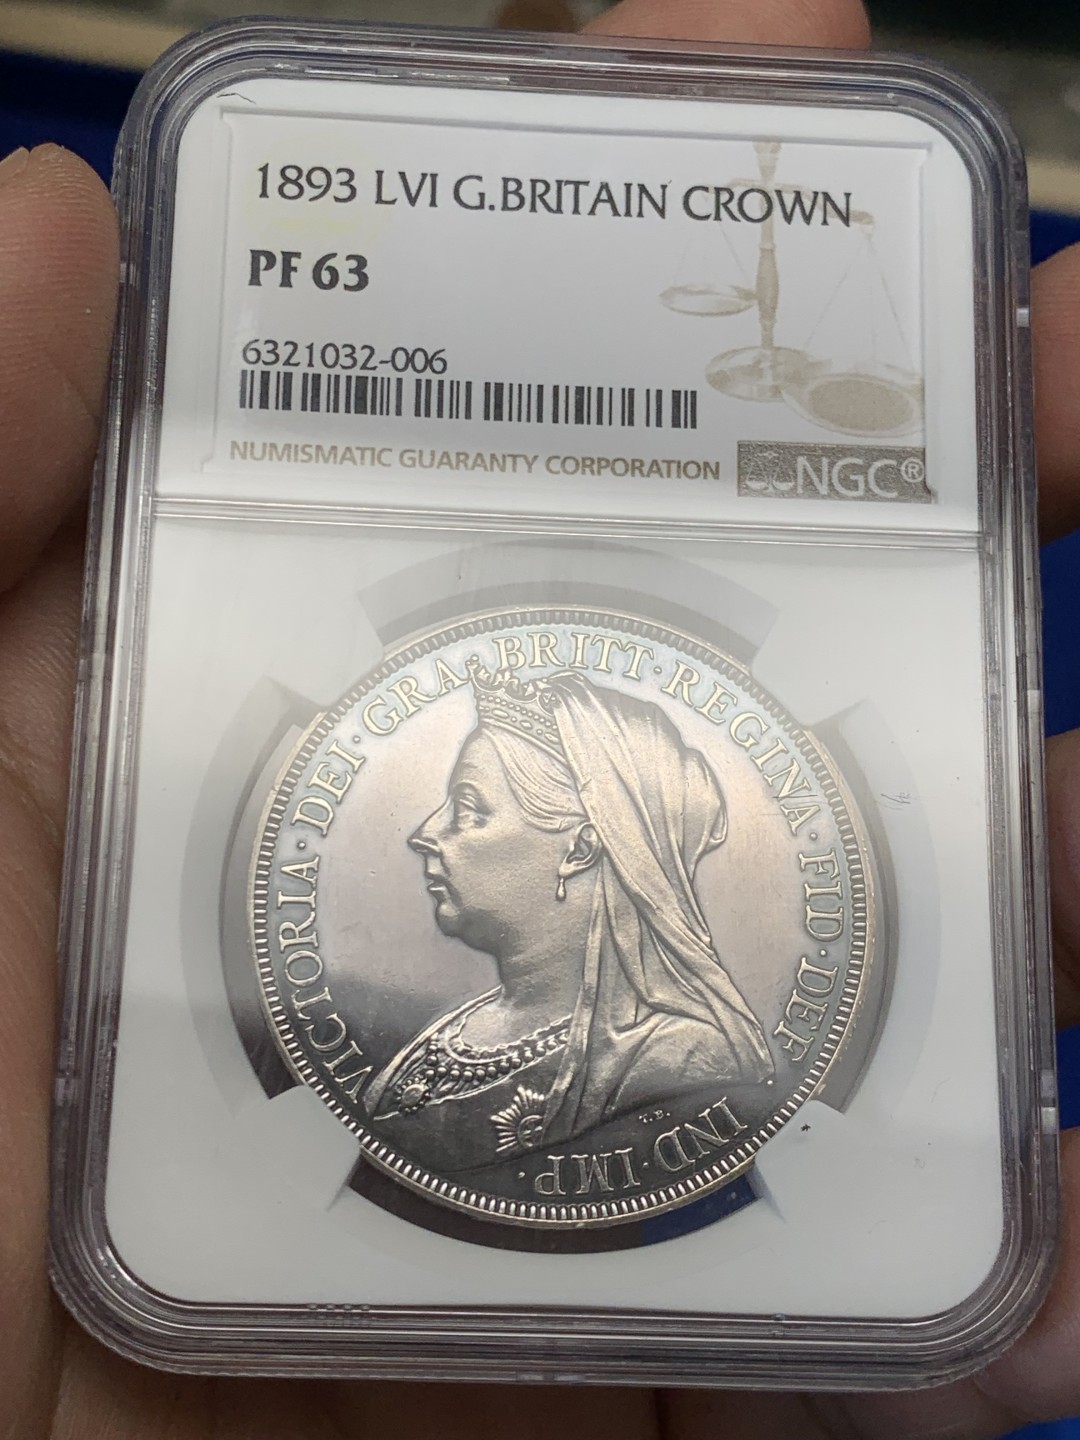 1893 LVI G.BRITAIN CROWN
PF 63
6321032-006
NUMISMATIC GUARANTY CORPORATION
NGC®
VICTORIA · DEI · GRA · BRITT · REGINA · FID · DEF · IND · IMP ·
T.B.